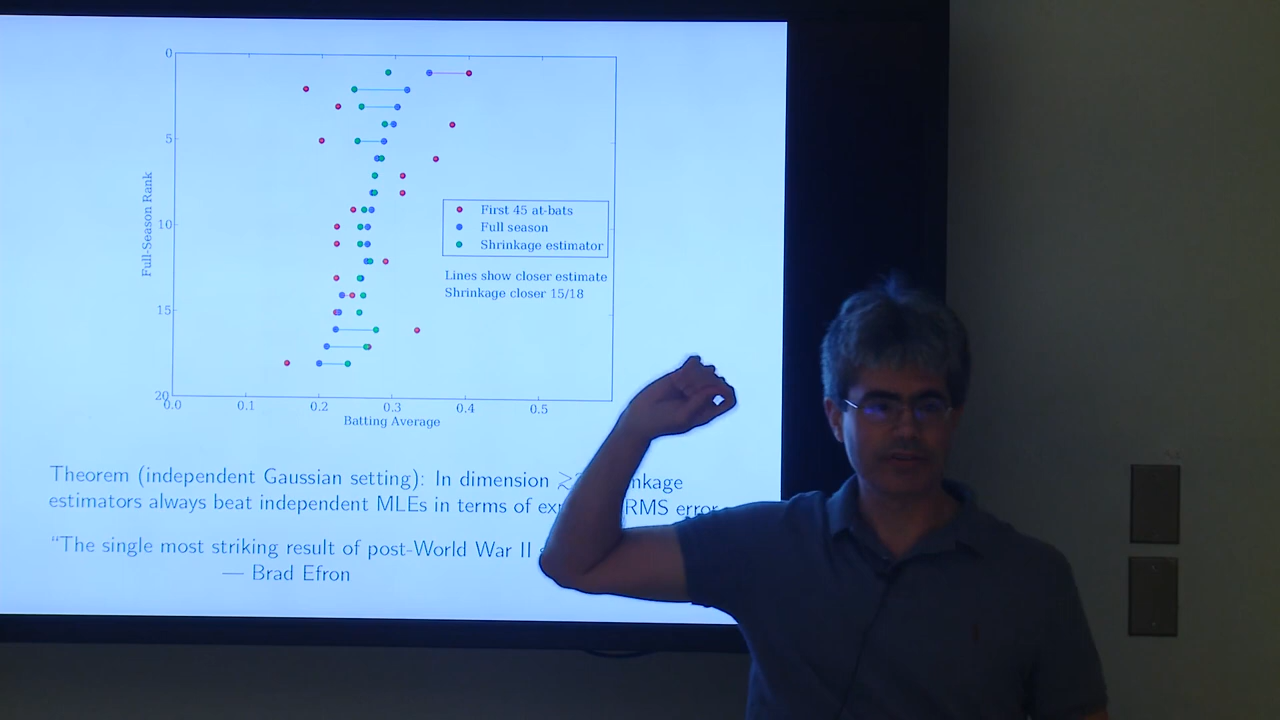 0
5
10
15
20
0.0 0.1 0.2 0.3 0.4 0.5
Full-Season Rank
Batting Average
First 45 at-bats
Full season
Shrinkage estimator
Lines show closer estimate
Shrinkage closer 15/18
Theorem (independent Gaussian setting): In dimension ≳
estimators always beat independent MLEs in terms of RMS error
“The single most striking result of post-World War II
— Brad Efron